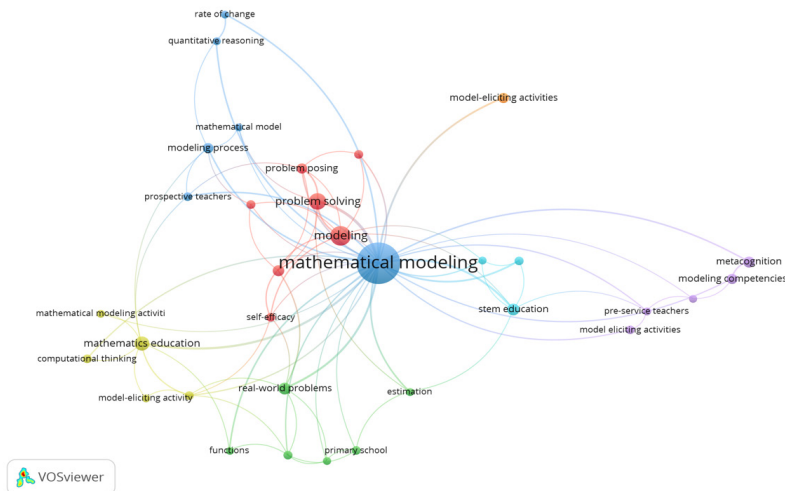 rate of change
quantitative reasoning
model-eliciting activities
mathematical model
modeling process
problem posing
prospective teachers
problem solving
modeling
mathematical modeling
metacognition
modeling competencies
stem education
pre-service teachers
mathematical modeling activiti
self-efficacy
model eliciting activities
mathematics education
computational thinking
real-world problems
estimation
model-eliciting activity
functions
primary school
VOSviewer